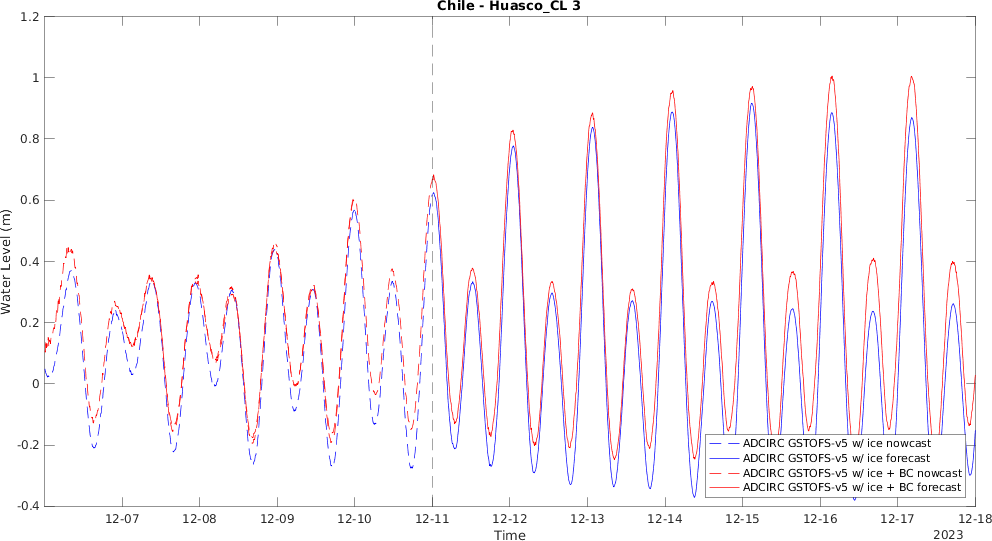 Chile - Huasco_CL 3
1.2
1
0.8
0.6
0.4
0.2
0
-0.2
-0.4
Water Level (m)
ADCIRC GSTOFS-v5 w/ ice nowcast
ADCIRC GSTOFS-v5 w/ ice forecast
ADCIRC GSTOFS-v5 w/ ice + BC nowcast
ADCIRC GSTOFS-v5 w/ ice + BC forecast
12-07 12-08 12-09 12-10 12-11 12-12 12-13 12-14 12-15 12-16 12-17 12-18
Time
2023